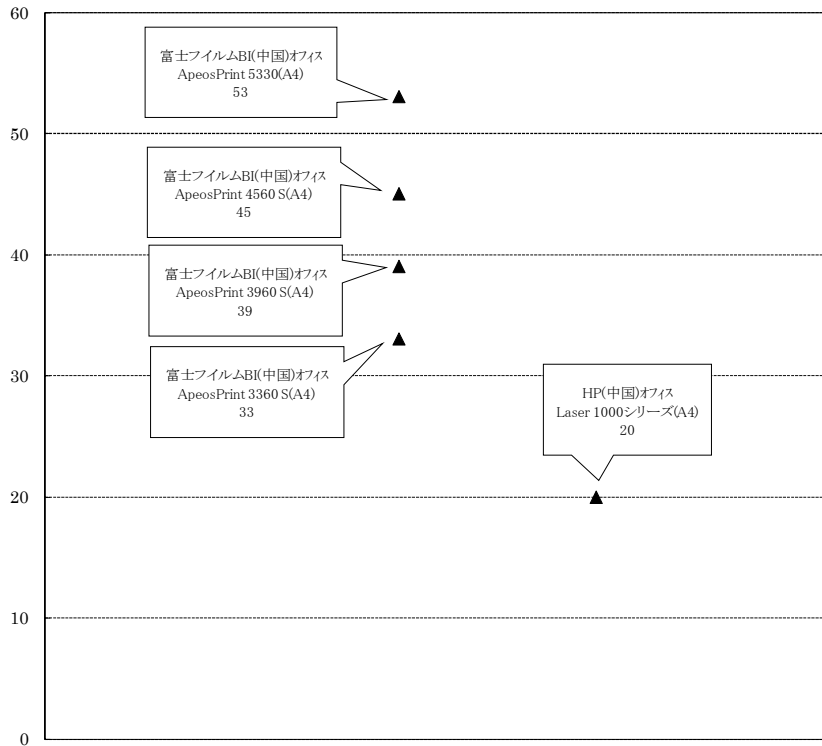 60
富士フイルムBI(中国)オフィス
ApeosPrint 5330(A4)
53
50
富士フイルムBI(中国)オフィス
ApeosPrint 4560 S(A4)
45
40
富士フイルムBI(中国)オフィス
ApeosPrint 3960 S(A4)
39
富士フイルムBI(中国)オフィス
ApeosPrint 3360 S(A4)
33
30
HP(中国)オフィス
Laser 1000シリーズ(A4)
20
20
10
0